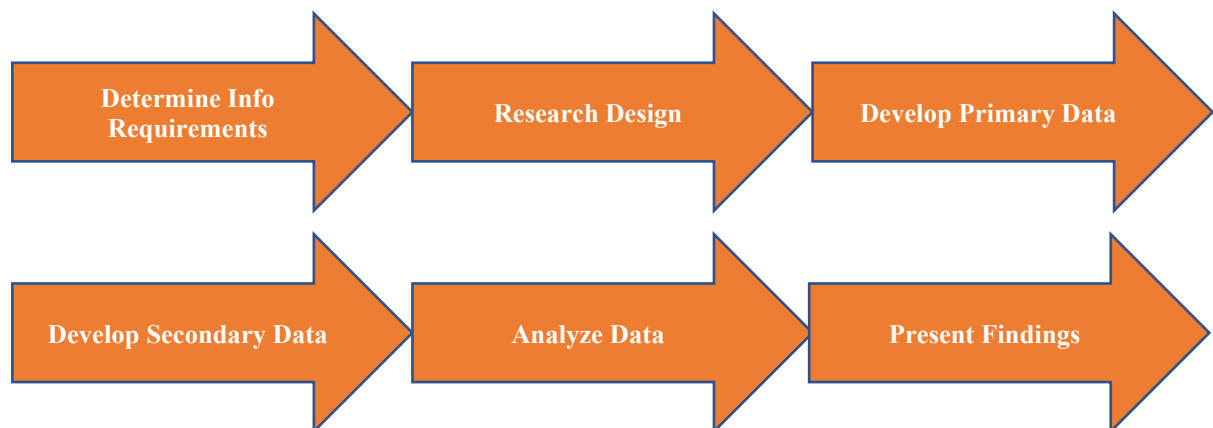 Determine Info
Requirements
Research Design
Develop Primary Data
Develop Secondary Data
Analyze Data
Present Findings